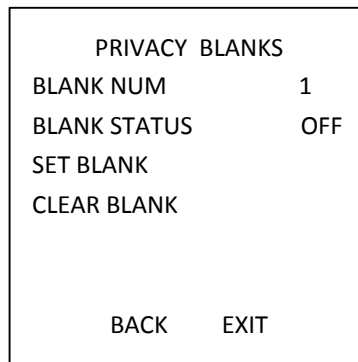 PRIVACY BLANKS
BLANK NUM 1
BLANK STATUS OFF
SET BLANK
CLEAR BLANK
BACK EXIT